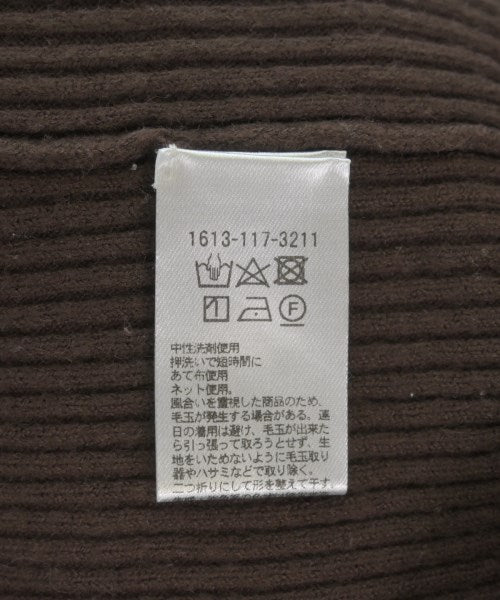 1613-117-3211
F
中性洗剤使用
押洗いで短時間に
あて布使用
ネット使用。
風合いを重視した商品のため、
毛玉が発生する場合がある。連
日の着用は避け、毛玉が出来た
ら引っ張って取ろうとせず、生
地をいためないように毛玉取り
器やハサミなどで取り除く。
二つ折りにして形を整えて干す。